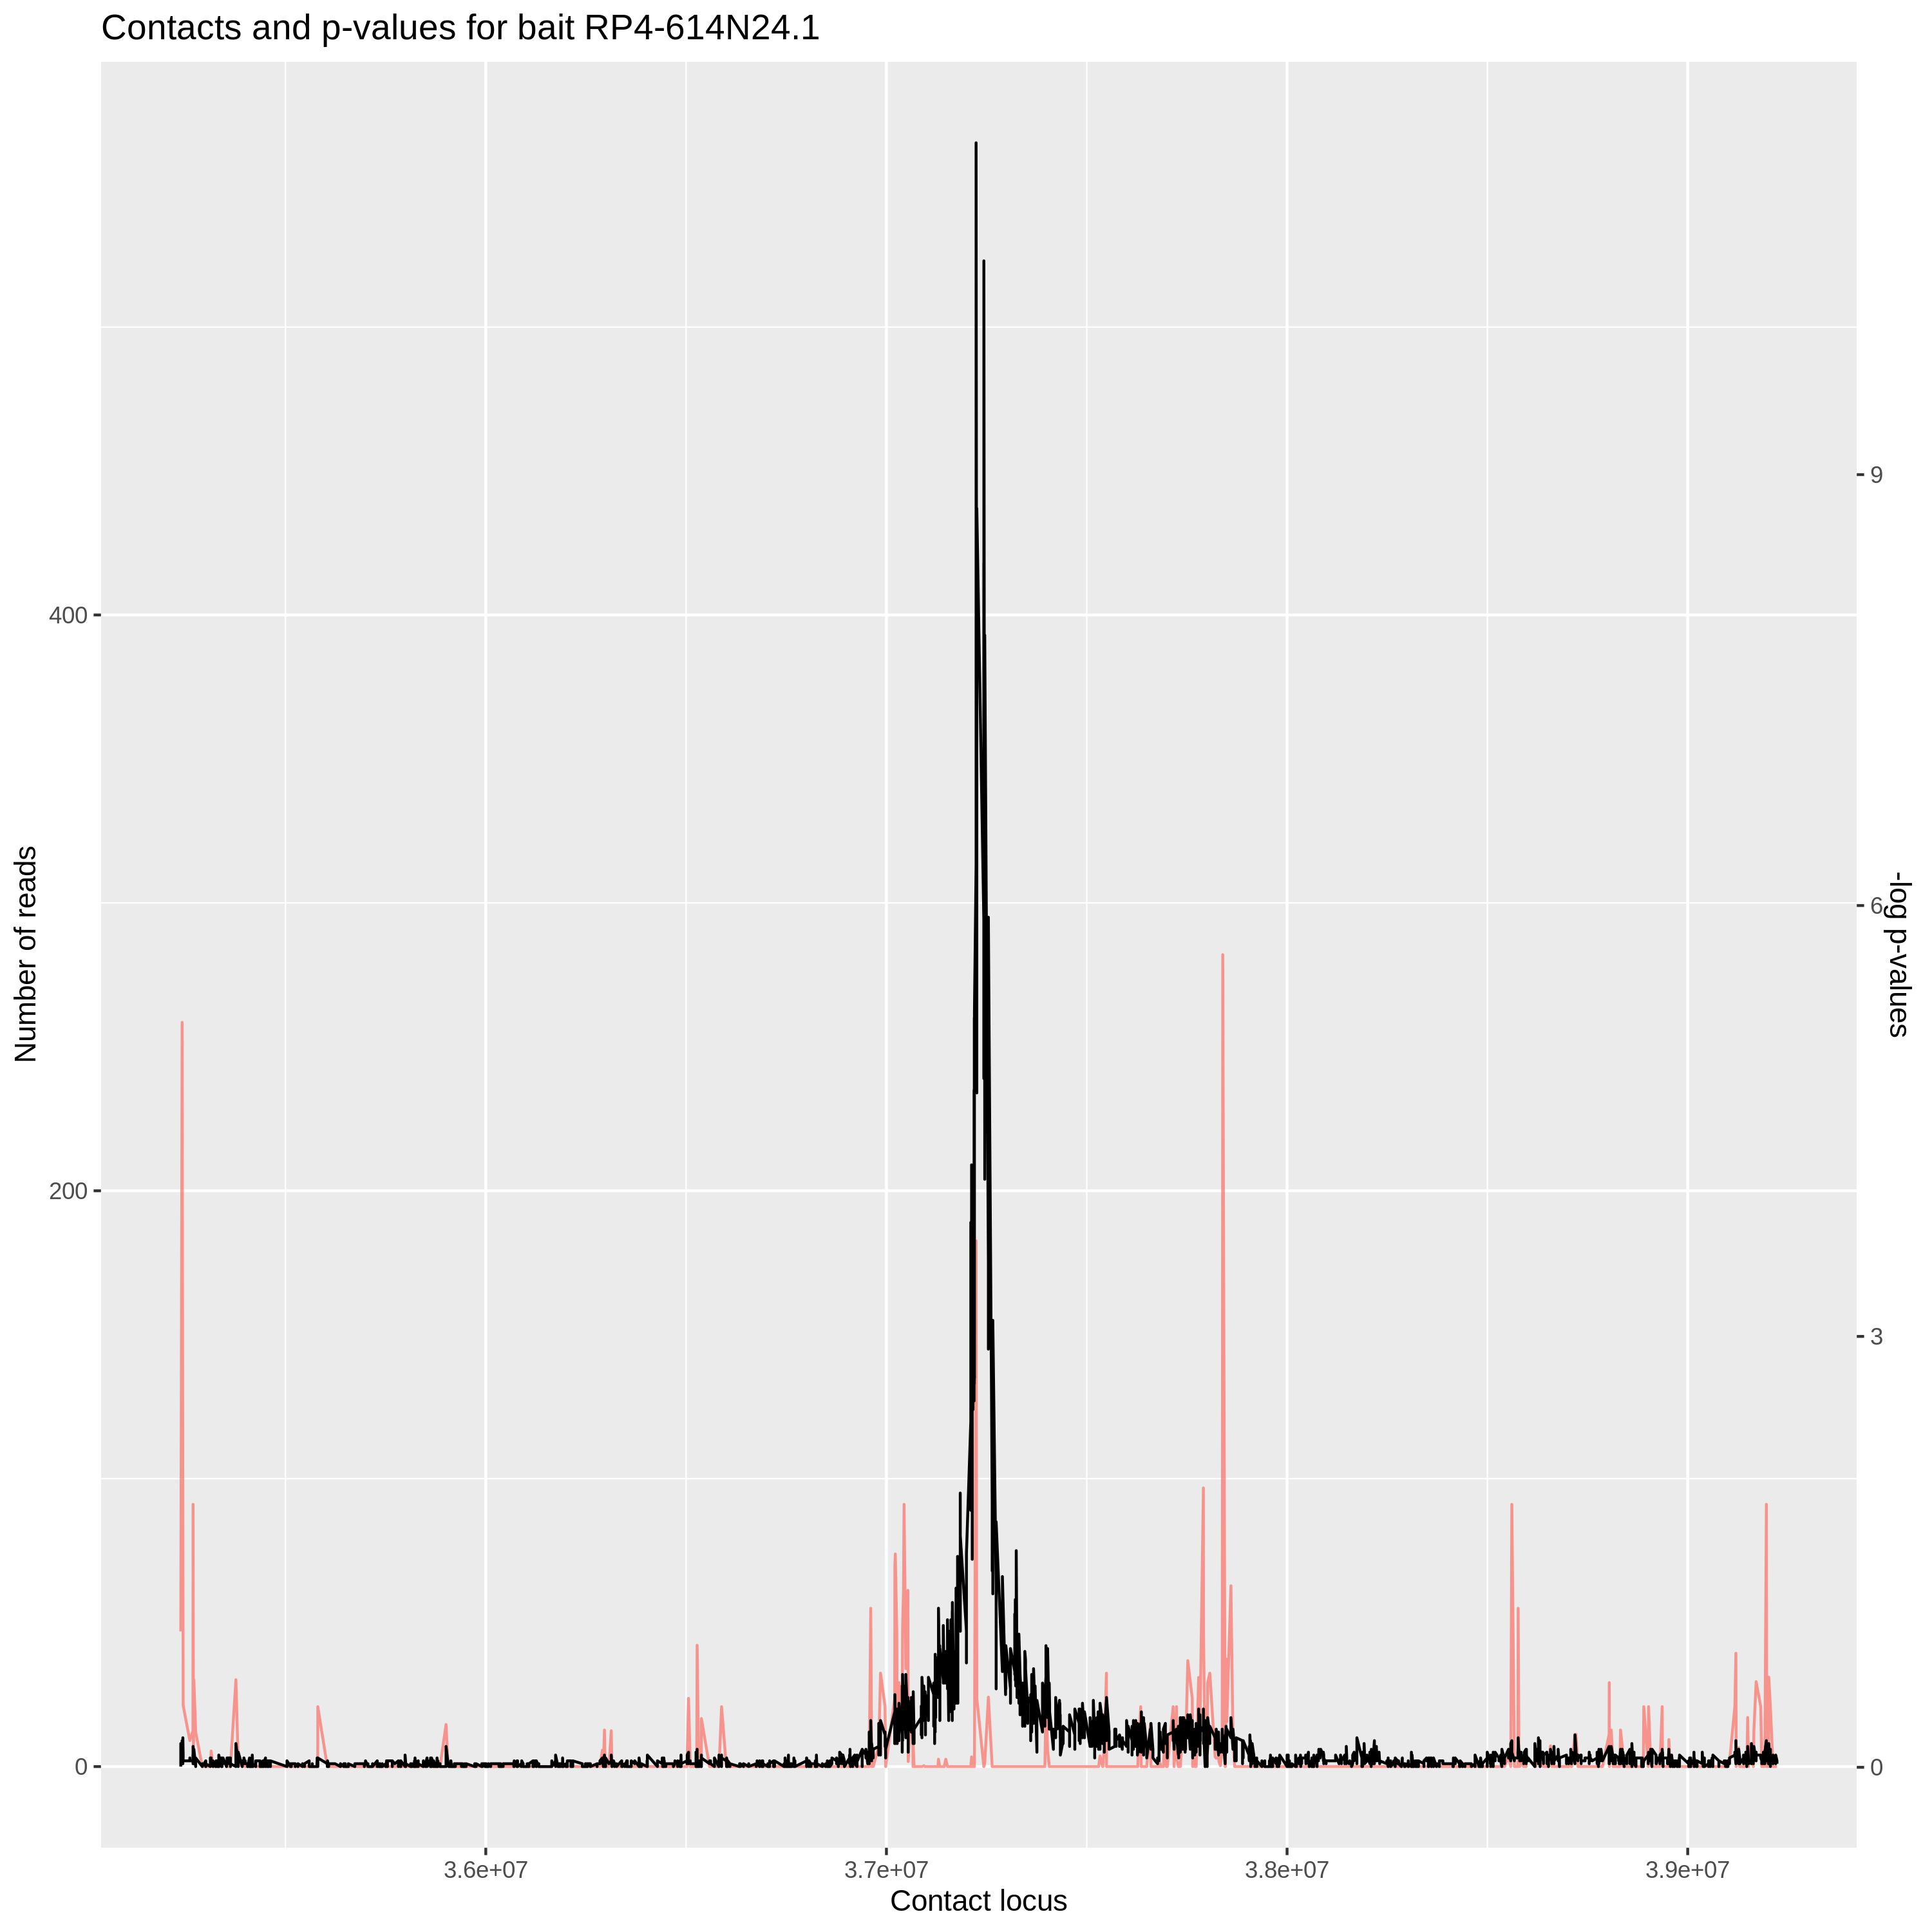 Contacts and p-values for bait RP4-614N24.1
Number of reads
400
200
0
9
6
3
0
-log p-values
3.6e+07 3.7e+07 3.8e+07 3.9e+07
Contact locus